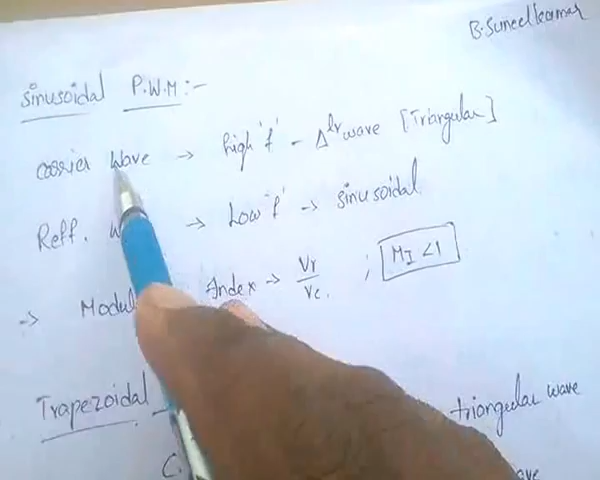 B. Suneel kumar
Sinusoidal P.W.M :-
Carrier Wave → high 'f' - Δlr wave [Triangular]
Reff. W → Low 'f' → sinusoidal
→ Modul Index → Vr/Vc ; MI < 1
Trapezoidal - triangular wave
C.